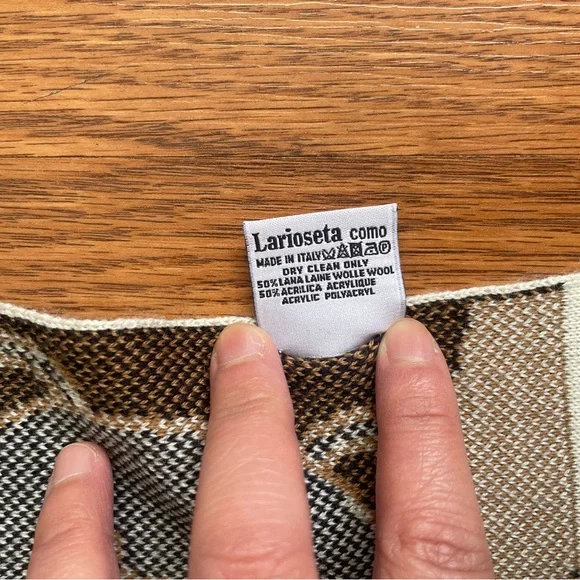 Larioseta como
MADE IN ITALY
DRY CLEAN ONLY
50% LANA LAINE WOLLE WOOL
50% ACRILICA ACRYLIQUE
ACRYLIC POLYACRYL